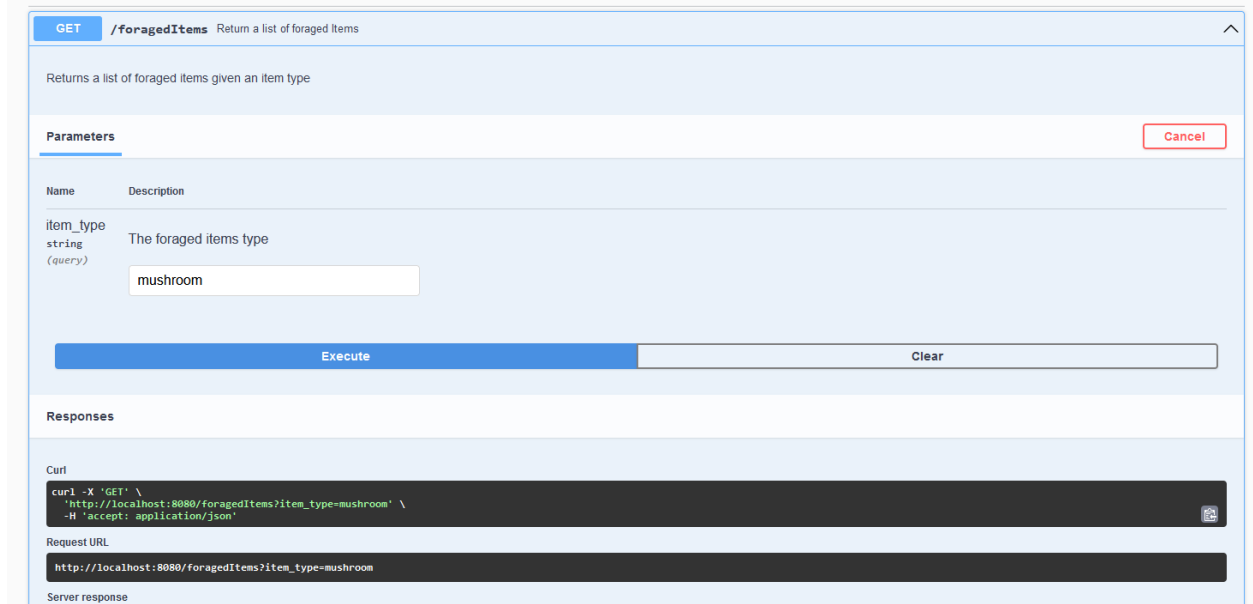 GET /foragedItems Return a list of foraged Items
Returns a list of foraged items given an item type
Parameters Cancel
Name Description
item_type
string
(query)
The foraged items type
mushroom
Execute Clear
Responses
Curl
curl -X 'GET' \
'http://localhost:8080/foragedItems?item_type=mushroom' \
-H 'accept: application/json'
Request URL
http://localhost:8080/foragedItems?item_type=mushroom
Server response